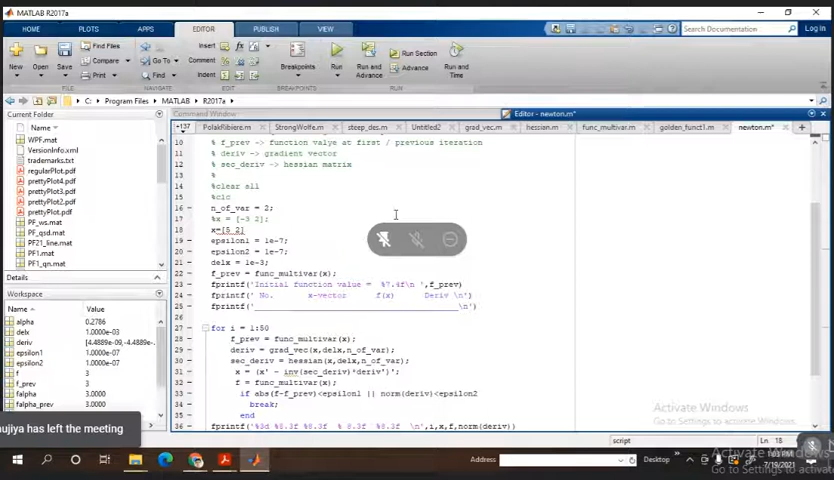 MATLAB R2017a
HOME PLOTS APPS EDITOR PUBLISH VIEW
Search Documentation Log In
New Open Save
Find Files
Compare
Print
Go To
Find
Insert
Comment
Indent
Breakpoints
Run
Run and Advance
Run Section
Advance
Run and Time
FILE NAVIGATE EDIT BREAKPOINTS RUN
C: Program Files MATLAB R2017a
Current Folder
Name
WPF.mat
VersionInfo.xml
trademarks.txt
regularPlot.pdf
prettyPlot4.pdf
prettyPlot3.pdf
prettyPlot2.pdf
prettyPlot.pdf
PF_ws.mat
PF_qsd.mat
PF21_line.mat
PF1.mat
PF1_qn.mat
Details
Workspace
Name Value
alpha 0.2786
delx 1.0000e-03
deriv [4.4889e-09,-4.4889e-
epsilon1 1.0000e-07
epsilon2 1.0000e-07
f 3
f_prev 3
falpha 3.0000
falpha_prev 3.0000
ujiya has left the meeting
Command Window
Editor - newton.m*
+137 PolakRibiere.m StrongWolfe.m steep_des.m Untitled2 grad_vec.m hessian.m func_multivar.m golden_funct1.m newton.m*
10 % f_prev -> function valye at first / previous iteration
11 % deriv -> gradient vector
12 % sec_deriv -> hessian matrix
13 %
14 %clear all
15 %clc
16 n_of_var = 2;
17 %x = [-3 2];
18 x=[5 2]
19 epsilon1 = 1e-7;
20 epsilon2 = 1e-7;
21 delx = 1e-3;
22 f_prev = func_multivar(x);
23 fprintf('Initial function value = %7.4f\n ',f_prev)
24 fprintf(' No. x-vector f(x) Deriv \n')
25 fprintf('__________________________________________\n')
26
27 for i = 1:50
28 f_prev = func_multivar(x);
29 deriv = grad_vec(x,delx,n_of_var);
30 sec_deriv = hessian(x,delx,n_of_var);
31 x = (x' - inv(sec_deriv)*deriv')';
32 f = func_multivar(x);
33 if abs(f-f_prev)<epsilon1 || norm(deriv)<epsilon2
34 break;
35 end
36 fprintf('%3d %8.3f %8.3f % 8.3f %8.3f \n',i,x,f,norm(deriv))
Activate Windows
Go to Settings to activate Windows.
script Ln 18
Address Desktop
7/19/2021